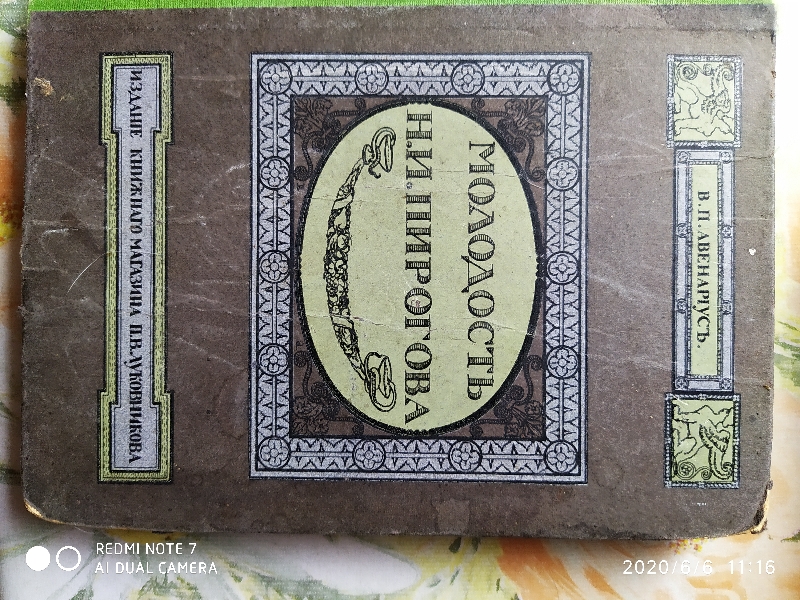 В. П. АВЕНАРІУСЪ.
МОЛОДОСТЬ
Н. И. ПИРОГОВА
ИЗДАНІЕ КНИЖНАГО МАГАЗИНА П. В. ЛУКОВНИКОВА
REDMI NOTE 7
AI DUAL CAMERA
2020/6/6 11:16